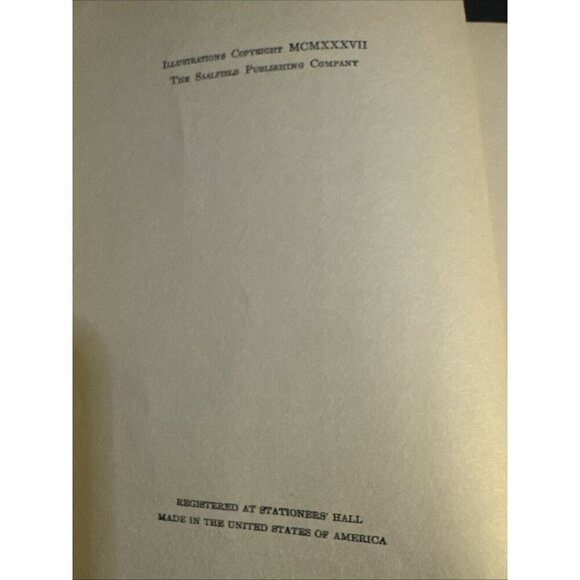 Illustrations Copyright MCMXXXVII
The Saalfield Publishing Company
REGISTERED AT STATIONERS' HALL
MADE IN THE UNITED STATES OF AMERICA